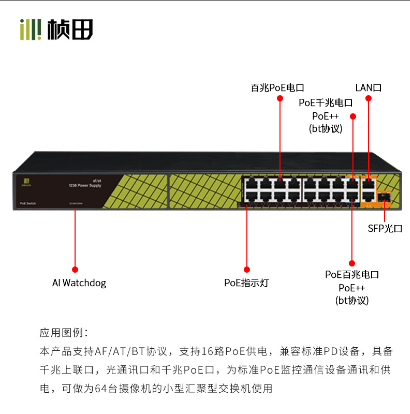 桢田
百兆PoE电口
LAN口
PoE千兆电口
PoE++
(bt协议)
SFP光口
AI Watchdog
PoE指示灯
PoE百兆电口
PoE++
(bt协议)
应用图例：
本产品支持AF/AT/BT协议，支持16路PoE供电，兼容标准PD设备，具备
千兆上联口，光通讯口和千兆PoE口，为标准PoE监控通信设备通讯和供
电，可做为64台摄像机的小型汇聚型交换机使用